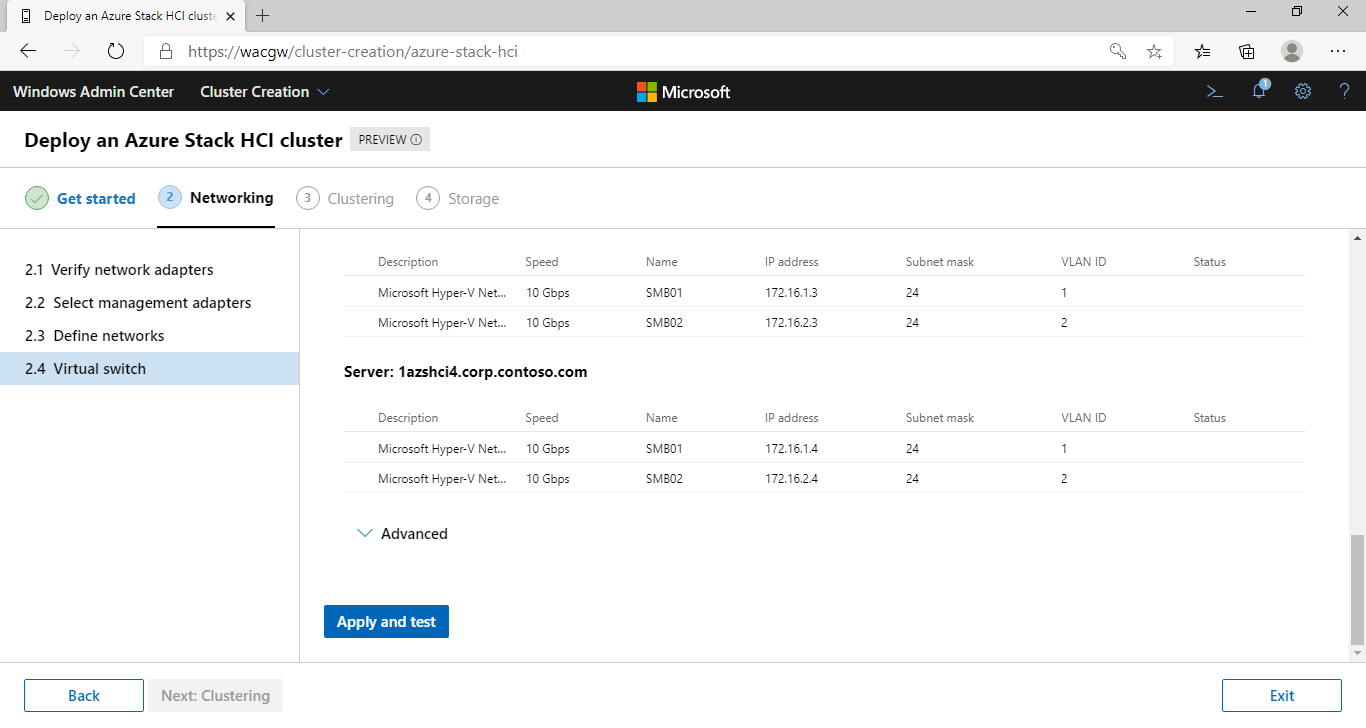 Deploy an Azure Stack HCI cluste
https://wacgw/cluster-creation/azure-stack-hci
Windows Admin Center Cluster Creation Microsoft 1 ?
Deploy an Azure Stack HCI cluster PREVIEW
Get started 2 Networking 3 Clustering 4 Storage
2.1 Verify network adapters
2.2 Select management adapters
2.3 Define networks
2.4 Virtual switch
Description Speed Name IP address Subnet mask VLAN ID Status
Microsoft Hyper-V Net... 10 Gbps SMB01 172.16.1.3 24 1
Microsoft Hyper-V Net... 10 Gbps SMB02 172.16.2.3 24 2
Server: 1azshci4.corp.contoso.com
Description Speed Name IP address Subnet mask VLAN ID Status
Microsoft Hyper-V Net... 10 Gbps SMB01 172.16.1.4 24 1
Microsoft Hyper-V Net... 10 Gbps SMB02 172.16.2.4 24 2
Advanced
Apply and test
Back Next: Clustering Exit